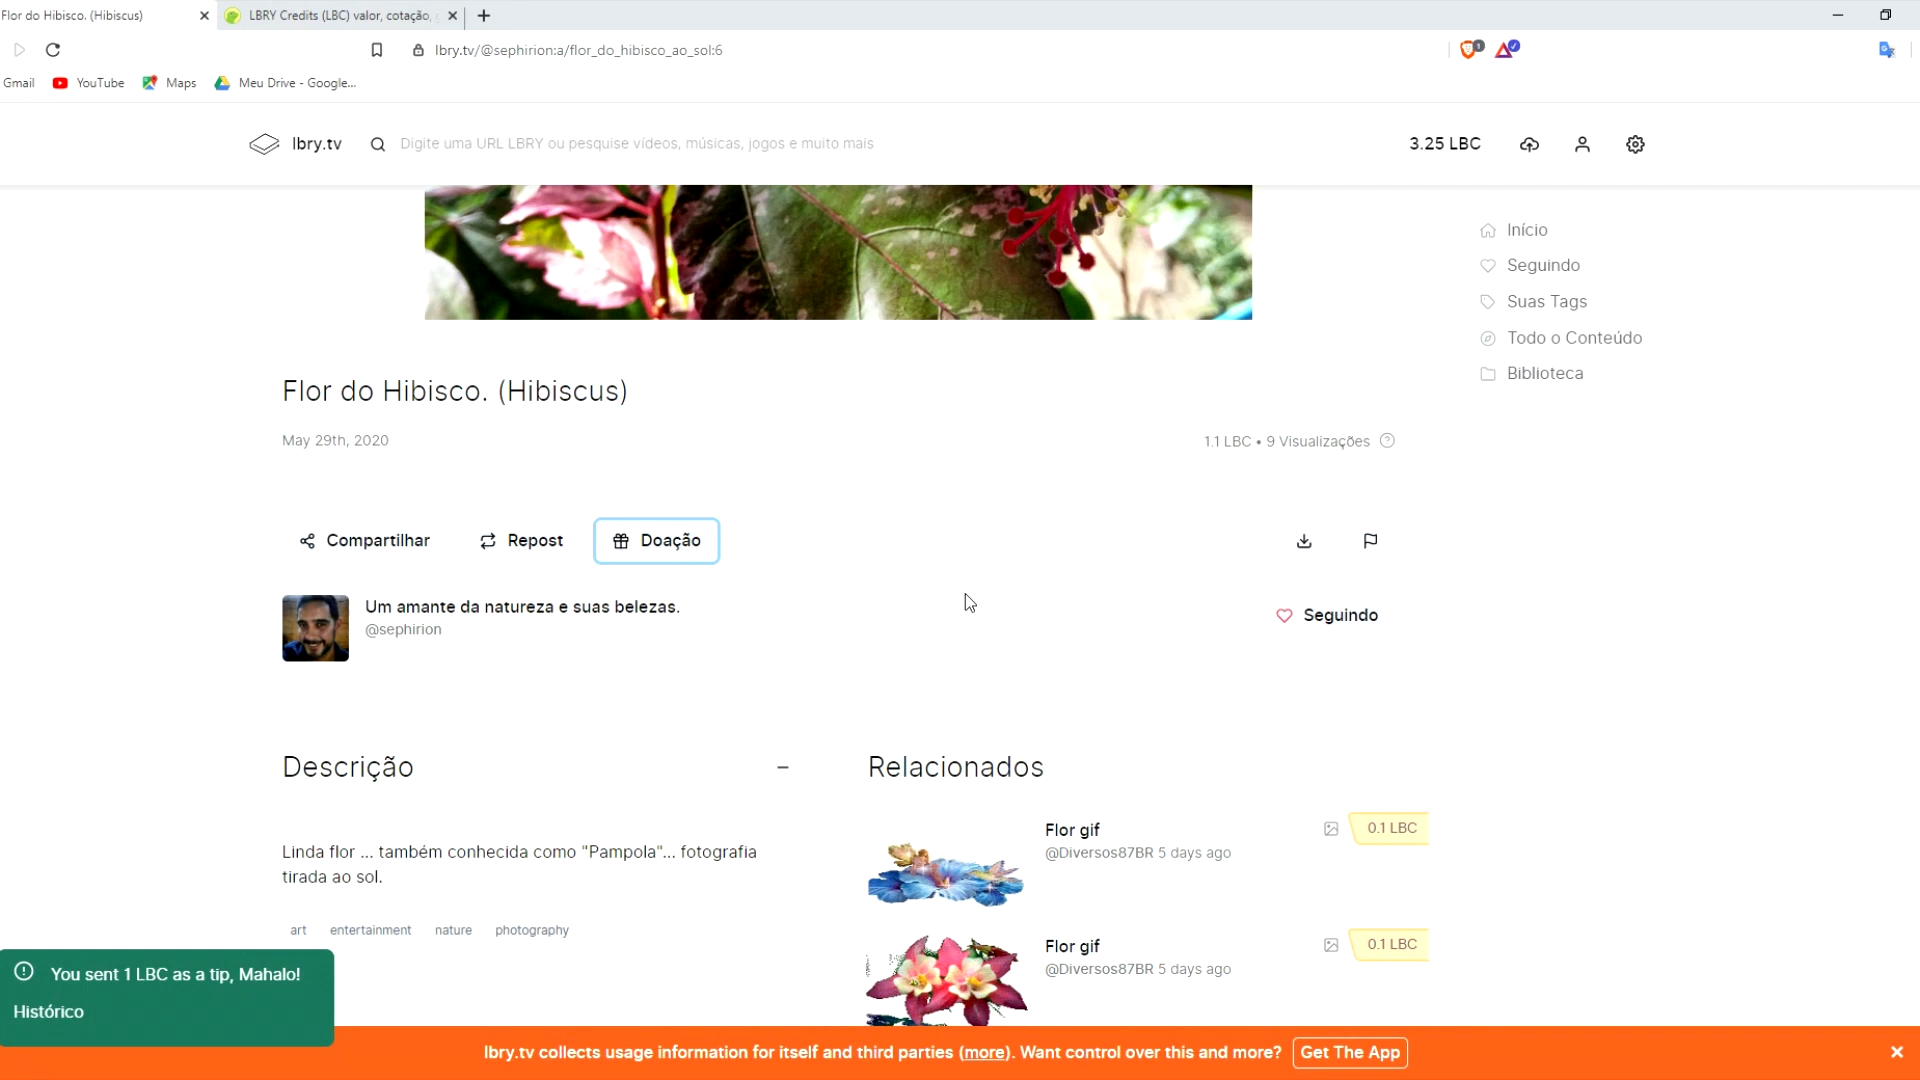 Flor do Hibisco. (Hibiscus)
LBRY Credits (LBC) valor, cotação,
lbry.tv/@sephirion:a/flor_do_hibisco_ao_sol:6
1
Gmail
YouTube
Maps
Meu Drive - Google...
lbry.tv
Digite uma URL LBRY ou pesquise vídeos, músicas, jogos e muito mais
3.25 LBC
Início
Seguindo
Suas Tags
Todo o Conteúdo
Biblioteca
Flor do Hibisco. (Hibiscus)
May 29th, 2020
1.1 LBC • 9 Visualizações
Compartilhar
Repost
Doação
Um amante da natureza e suas belezas.
@sephirion
Seguindo
Descrição
Linda flor ... também conhecida como "Pampola"... fotografia
tirada ao sol.
art entertainment nature photography
Relacionados
Flor gif
@Diversos87BR 5 days ago
0.1 LBC
Flor gif
@Diversos87BR 5 days ago
0.1 LBC
You sent 1 LBC as a tip, Mahalo!
Histórico
lbry.tv collects usage information for itself and third parties (more). Want control over this and more?
Get The App